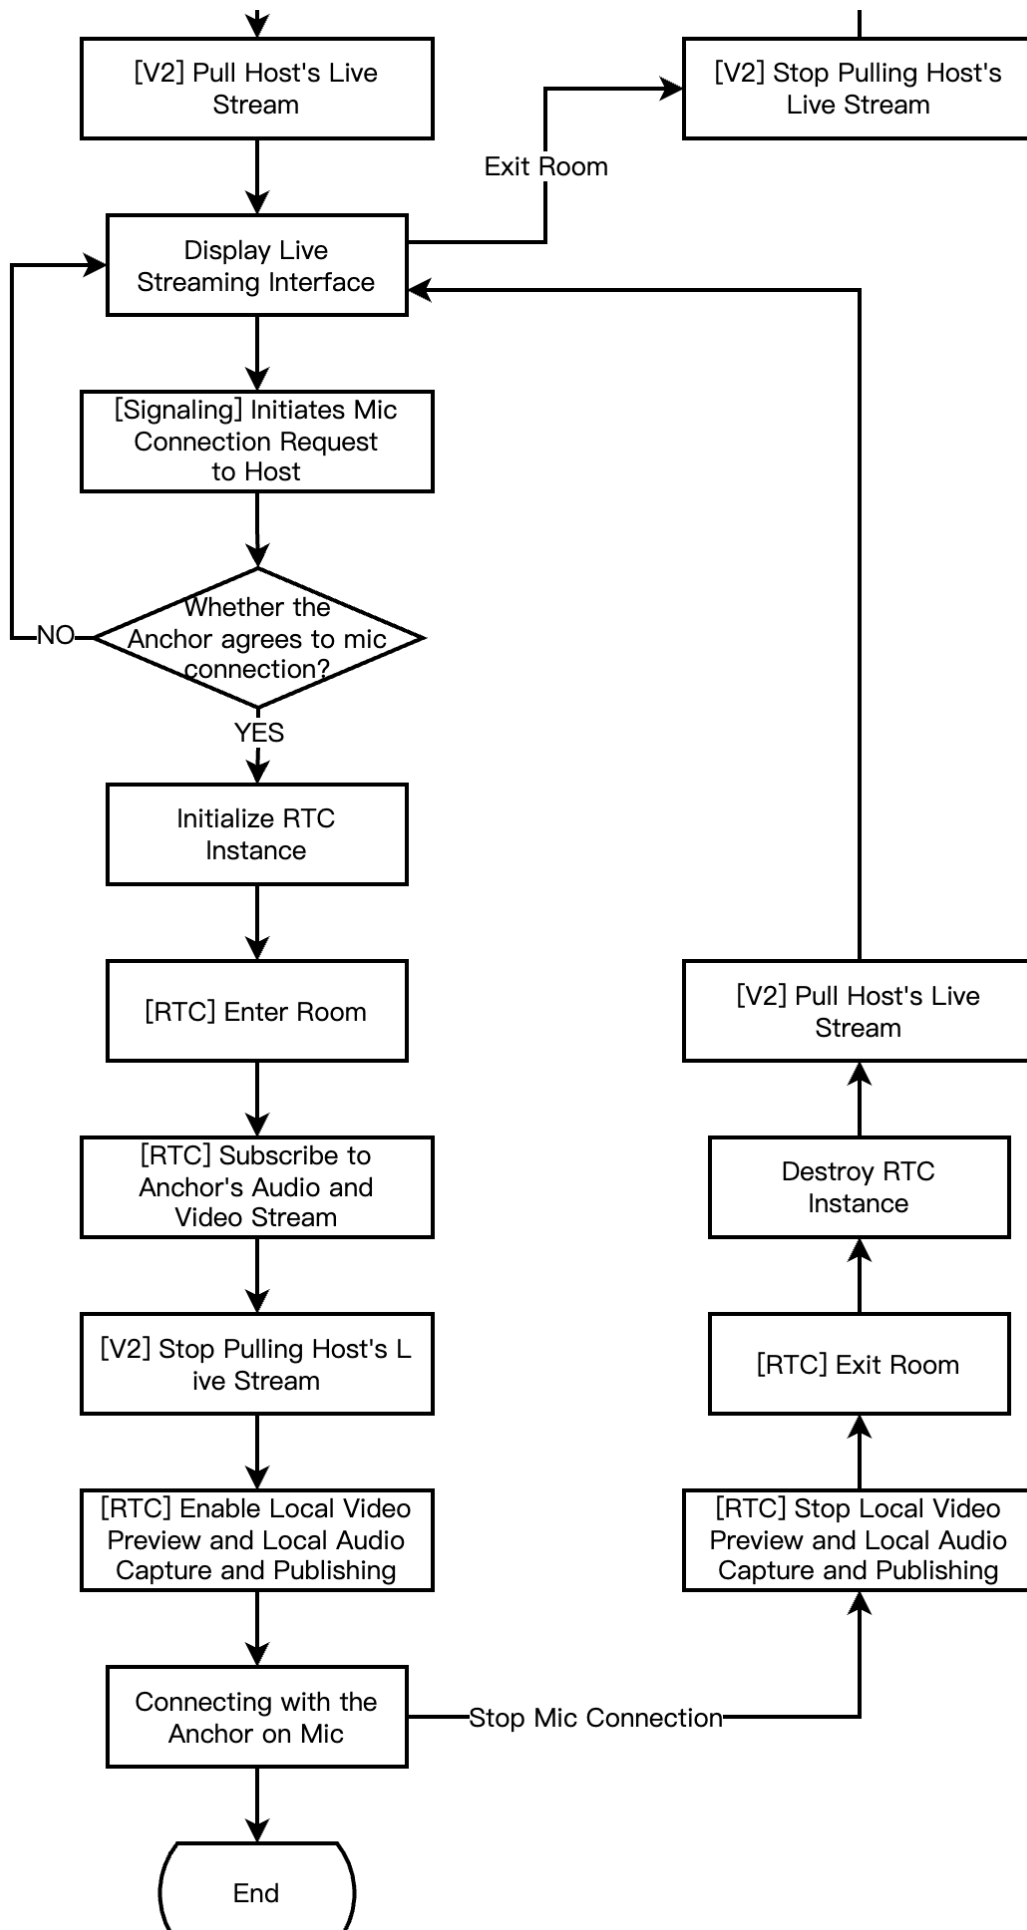 [V2] Pull Host's Live
Stream
[V2] Stop Pulling Host's
Live Stream
Exit Room
Display Live
Streaming Interface
[Signaling] Initiates Mic
Connection Request
to Host
Whether the
Anchor agrees to mic
connection?
NO
YES
Initialize RTC
Instance
[RTC] Enter Room
[RTC] Subscribe to
Anchor's Audio and
Video Stream
[V2] Stop Pulling Host's L
ive Stream
[RTC] Enable Local Video
Preview and Local Audio
Capture and Publishing
Connecting with the
Anchor on Mic
Stop Mic Connection
[RTC] Stop Local Video
Preview and Local Audio
Capture and Publishing
[RTC] Exit Room
Destroy RTC
Instance
[V2] Pull Host's Live
Stream
End